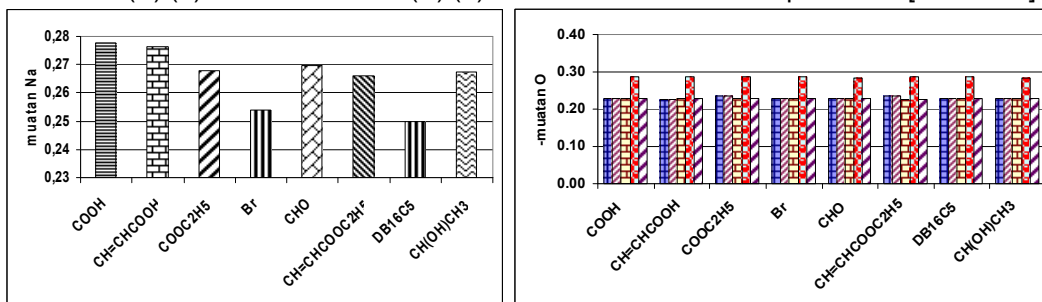 muatan Na
0,28
0,27
0,26
0,25
0,24
0,23
COOH
CH=CHCOOH
COOC2H5
Br
CHO
CH=CHCOOC2H5
DB16C5
CH(OH)CH3
-muatan O
0.40
0.30
0.20
0.10
0.00
COOH
CH=CHCOOH
COOC2H5
Br
CHO
CH=CHCOOC2H5
DB16C5
CH(OH)CH3